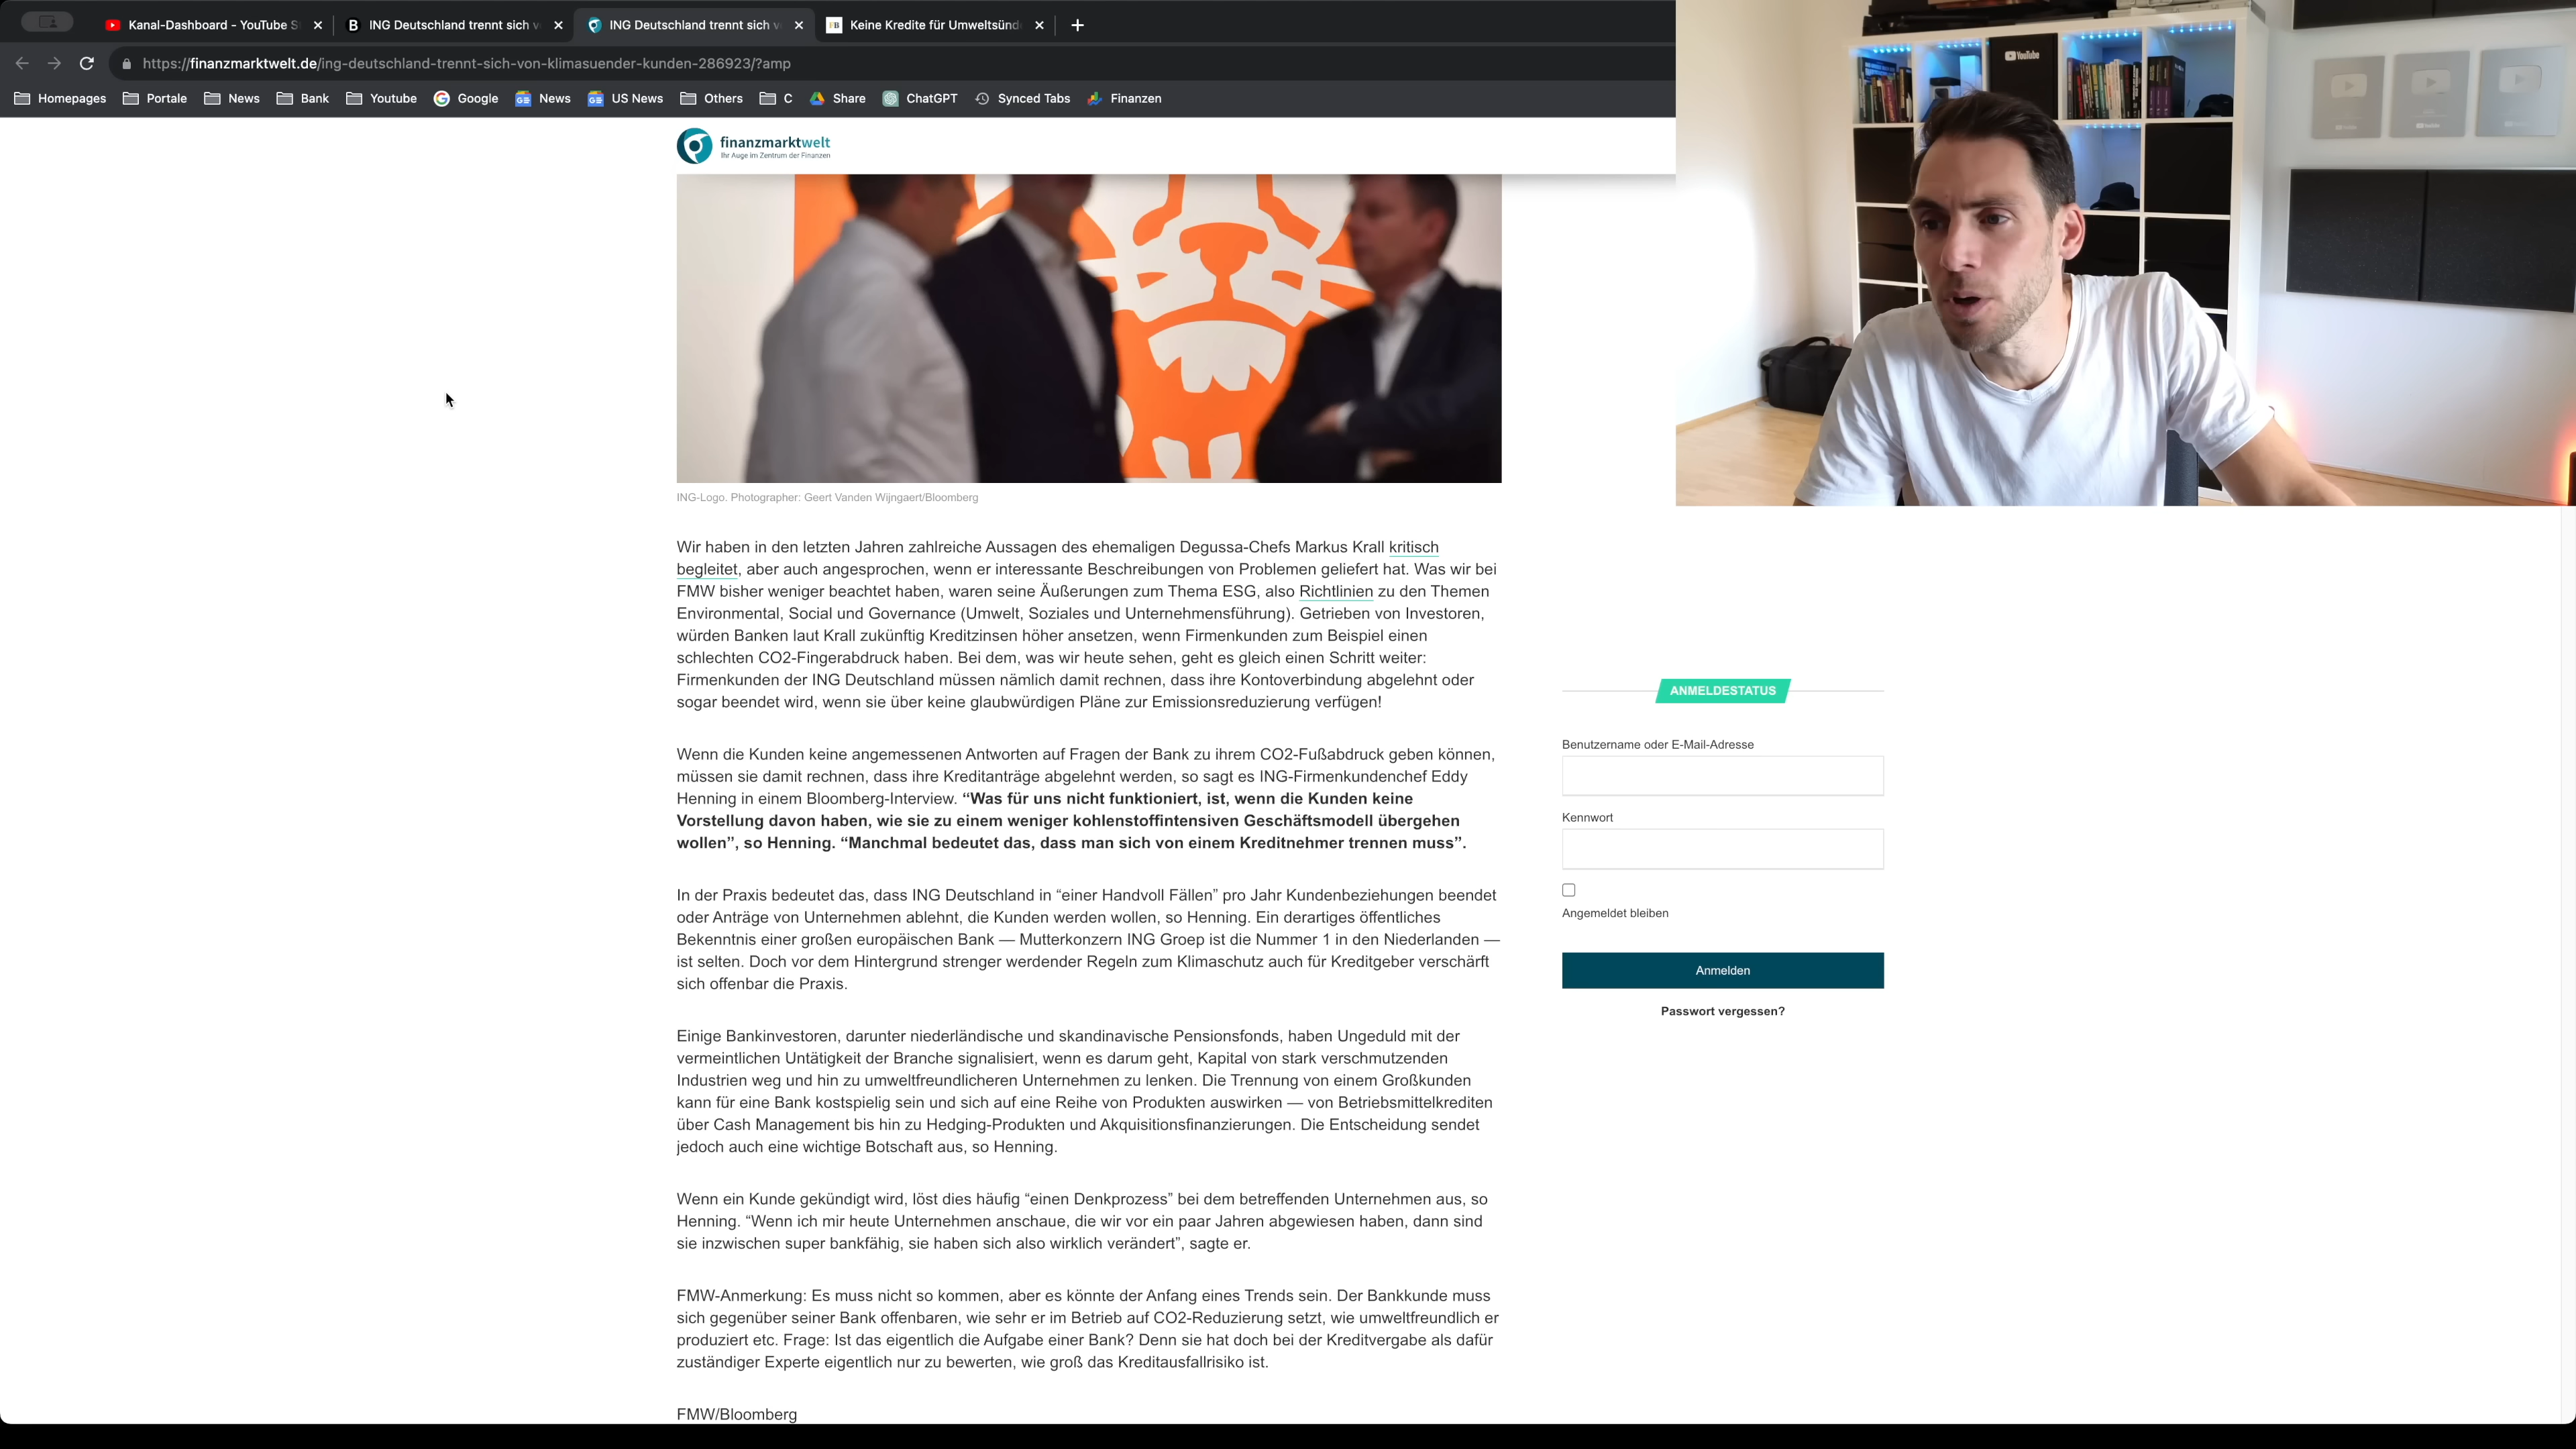 Kanal-Dashboard - YouTube S
ING Deutschland trennt sich v
ING Deutschland trennt sich v
Keine Kredite für Umweltsünd
https://finanzmarktwelt.de/ing-deutschland-trennt-sich-von-klimasuender-kunden-286923/?amp
Homepages Portale News Bank Youtube Google News US News Others C Share ChatGPT Synced Tabs Finanzen
YouTube
finanzmarktwelt
Ihr Auge im Zentrum der Finanzen
ING-Logo. Photographer: Geert Vanden Wijngaert/Bloomberg
Wir haben in den letzten Jahren zahlreiche Aussagen des ehemaligen Degussa-Chefs Markus Krall kritisch
begleitet, aber auch angesprochen, wenn er interessante Beschreibungen von Problemen geliefert hat. Was wir bei
FMW bisher weniger beachtet haben, waren seine Äußerungen zum Thema ESG, also Richtlinien zu den Themen
Environmental, Social und Governance (Umwelt, Soziales und Unternehmensführung). Getrieben von Investoren,
würden Banken laut Krall zukünftig Kreditzinsen höher ansetzen, wenn Firmenkunden zum Beispiel einen
schlechten CO2-Fingerabdruck haben. Bei dem, was wir heute sehen, geht es gleich einen Schritt weiter:
Firmenkunden der ING Deutschland müssen nämlich damit rechnen, dass ihre Kontoverbindung abgelehnt oder
sogar beendet wird, wenn sie über keine glaubwürdigen Pläne zur Emissionsreduzierung verfügen!
Wenn die Kunden keine angemessenen Antworten auf Fragen der Bank zu ihrem CO2-Fußabdruck geben können,
müssen sie damit rechnen, dass ihre Kreditanträge abgelehnt werden, so sagt es ING-Firmenkundenchef Eddy
Henning in einem Bloomberg-Interview. “Was für uns nicht funktioniert, ist, wenn die Kunden keine
Vorstellung davon haben, wie sie zu einem weniger kohlenstoffintensiven Geschäftsmodell übergehen
wollen”, so Henning. “Manchmal bedeutet das, dass man sich von einem Kreditnehmer trennen muss”.
In der Praxis bedeutet das, dass ING Deutschland in “einer Handvoll Fällen” pro Jahr Kundenbeziehungen beendet
oder Anträge von Unternehmen ablehnt, die Kunden werden wollen, so Henning. Ein derartiges öffentliches
Bekenntnis einer großen europäischen Bank — Mutterkonzern ING Groep ist die Nummer 1 in den Niederlanden —
ist selten. Doch vor dem Hintergrund strenger werdender Regeln zum Klimaschutz auch für Kreditgeber verschärft
sich offenbar die Praxis.
Einige Bankinvestoren, darunter niederländische und skandinavische Pensionsfonds, haben Ungeduld mit der
vermeintlichen Untätigkeit der Branche signalisiert, wenn es darum geht, Kapital von stark verschmutzenden
Industrien weg und hin zu umweltfreundlicheren Unternehmen zu lenken. Die Trennung von einem Großkunden
kann für eine Bank kostspielig sein und sich auf eine Reihe von Produkten auswirken — von Betriebsmittelkrediten
über Cash Management bis hin zu Hedging-Produkten und Akquisitionsfinanzierungen. Die Entscheidung sendet
jedoch auch eine wichtige Botschaft aus, so Henning.
Wenn ein Kunde gekündigt wird, löst dies häufig “einen Denkprozess” bei dem betreffenden Unternehmen aus, so
Henning. “Wenn ich mir heute Unternehmen anschaue, die wir vor ein paar Jahren abgewiesen haben, dann sind
sie inzwischen super bankfähig, sie haben sich also wirklich verändert”, sagte er.
FMW-Anmerkung: Es muss nicht so kommen, aber es könnte der Anfang eines Trends sein. Der Bankkunde muss
sich gegenüber seiner Bank offenbaren, wie sehr er im Betrieb auf CO2-Reduzierung setzt, wie umweltfreundlich er
produziert etc. Frage: Ist das eigentlich die Aufgabe einer Bank? Denn sie hat doch bei der Kreditvergabe als dafür
zuständiger Experte eigentlich nur zu bewerten, wie groß das Kreditausfallrisiko ist.
FMW/Bloomberg
ANMELDESTATUS
Benutzername oder E-Mail-Adresse
Kennwort
Angemeldet bleiben
Anmelden
Passwort vergessen?